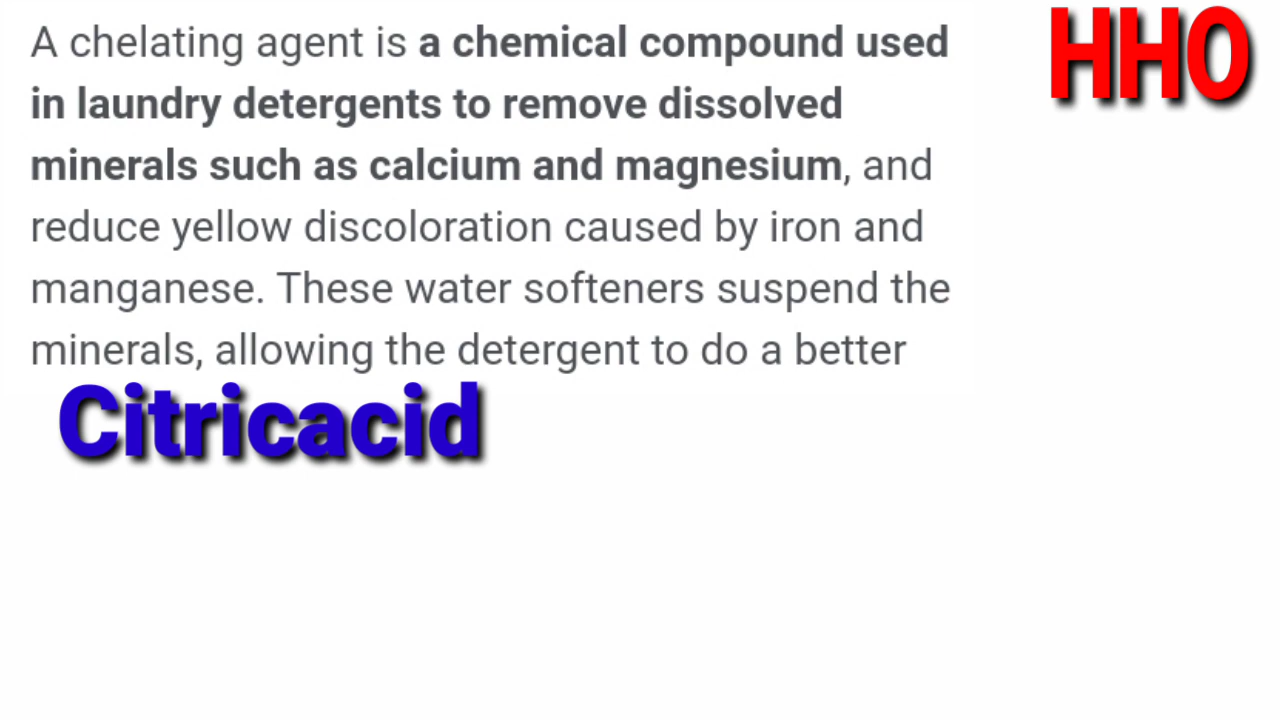 A chelating agent is a chemical compound used
HHO
in laundry detergents to remove dissolved
minerals such as calcium and magnesium, and
reduce yellow discoloration caused by iron and
manganese. These water softeners suspend the
minerals, allowing the detergent to do a better
Citricacid